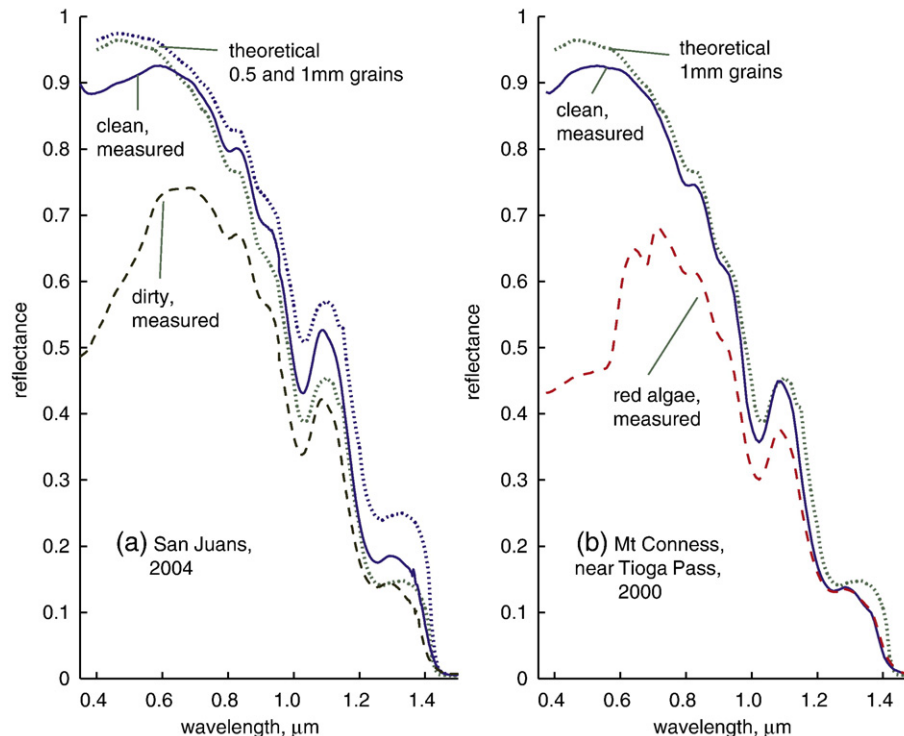 1
0.9
0.8
0.7
0.6
0.5
0.4
0.3
0.2
0.1
0
reflectance
theoretical
0.5 and 1mm grains
clean,
measured
dirty,
measured
(a) San Juans,
2004
0.4 0.6 0.8 1.0 1.2 1.4
wavelength, μm
1
0.9
0.8
0.7
0.6
0.5
0.4
0.3
0.2
0.1
0
reflectance
theoretical
1mm grains
clean,
measured
red algae,
measured
(b) Mt Conness,
near Tioga Pass,
2000
0.4 0.6 0.8 1.0 1.2 1.4
wavelength, μm